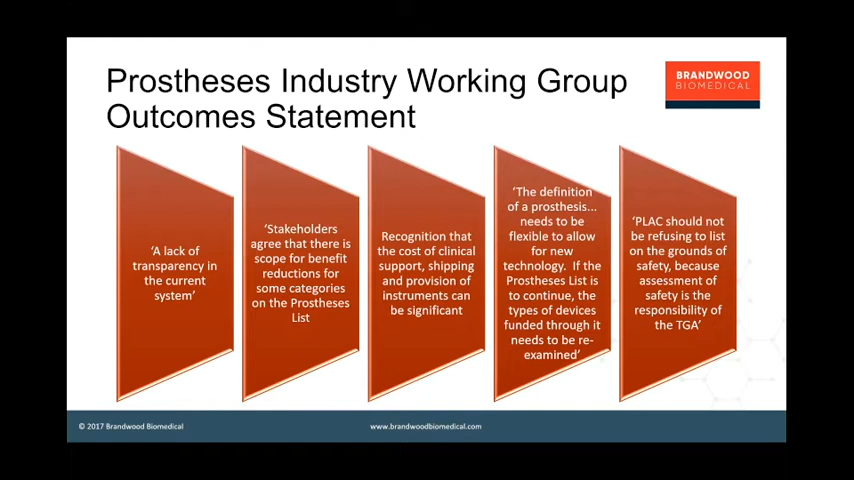 Prostheses Industry Working Group
Outcomes Statement
BRANDWOOD
BIOMEDICAL
‘A lack of
transparency in
the current
system’
‘Stakeholders
agree that there is
scope for benefit
reductions for
some categories
on the Prostheses
List
Recognition that
the cost of clinical
support, shipping
and provision of
instruments can
be significant
‘The definition
of a prosthesis...
needs to be
flexible to allow
for new
technology.  If the
Prostheses List is
to continue, the
types of devices
funded through it
needs to be re-
examined’
‘PLAC should not
be refusing to list
on the grounds of
safety, because
assessment of
safety is the
responsibility of
the TGA’
© 2017 Brandwood Biomedical
www.brandwoodbiomedical.com